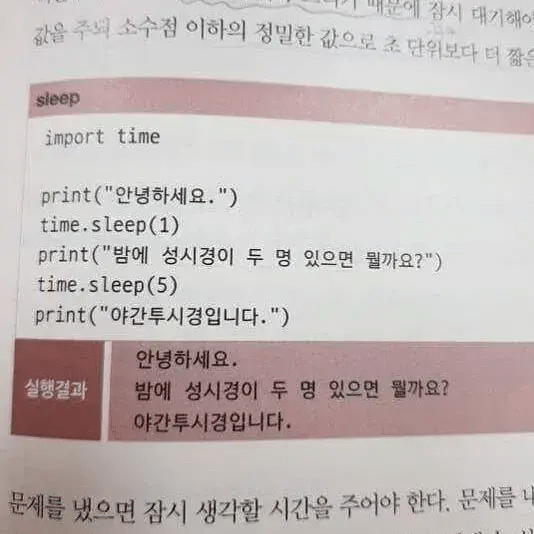 때문에 잠시 대기해야
값을 주되 소수점 이하의 정밀한 값으로 초 단위보다 더 짧은
sleep
import time
print("안녕하세요.")
time.sleep(1)
print("밤에 성시경이 두 명 있으면 뭘까요?")
time.sleep(5)
print("야간투시경입니다.")
실행결과
안녕하세요.
밤에 성시경이 두 명 있으면 뭘까요?
야간투시경입니다.
문제를 냈으면 잠시 생각할 시간을 주어야 한다. 문제를